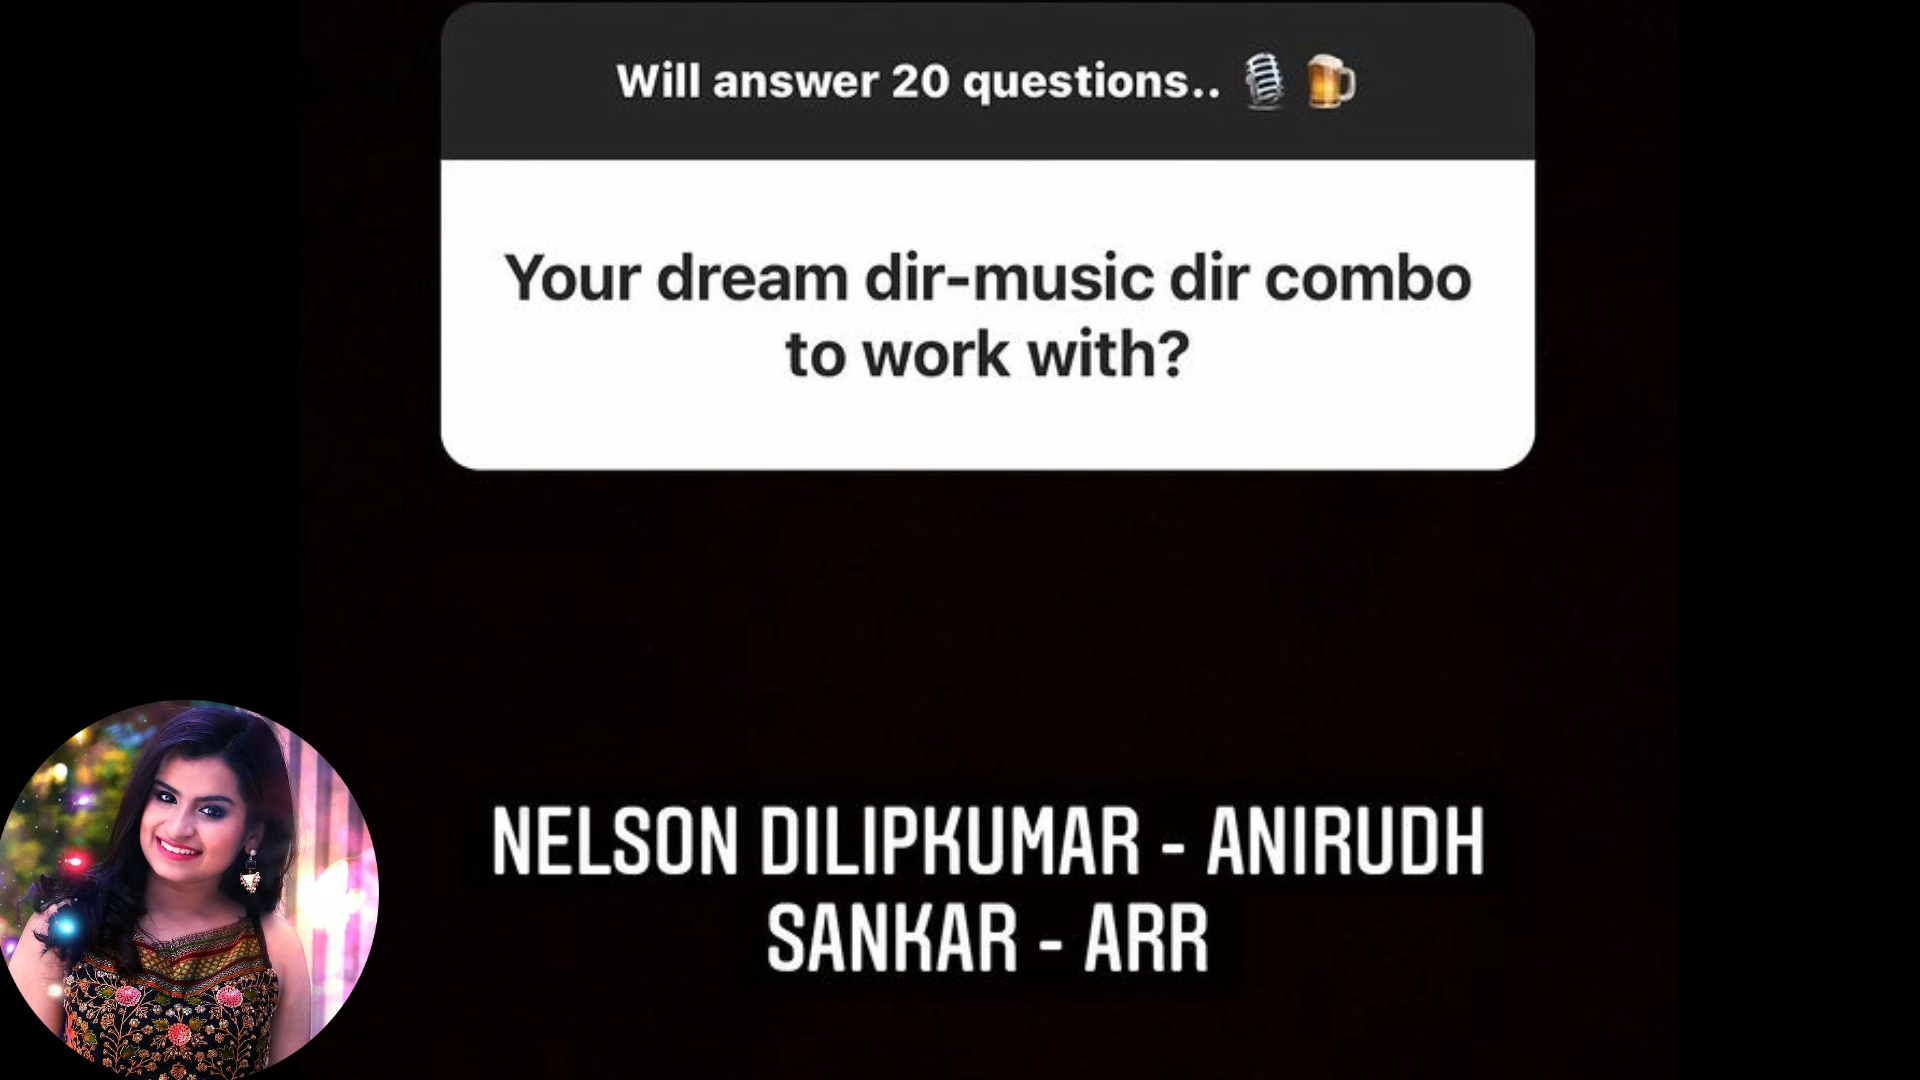 Will answer 20 questions.. 🎙️ 🍺
Your dream dir-music dir combo
to work with?
NELSON DILIPKUMAR - ANIRUDH
SANKAR - ARR